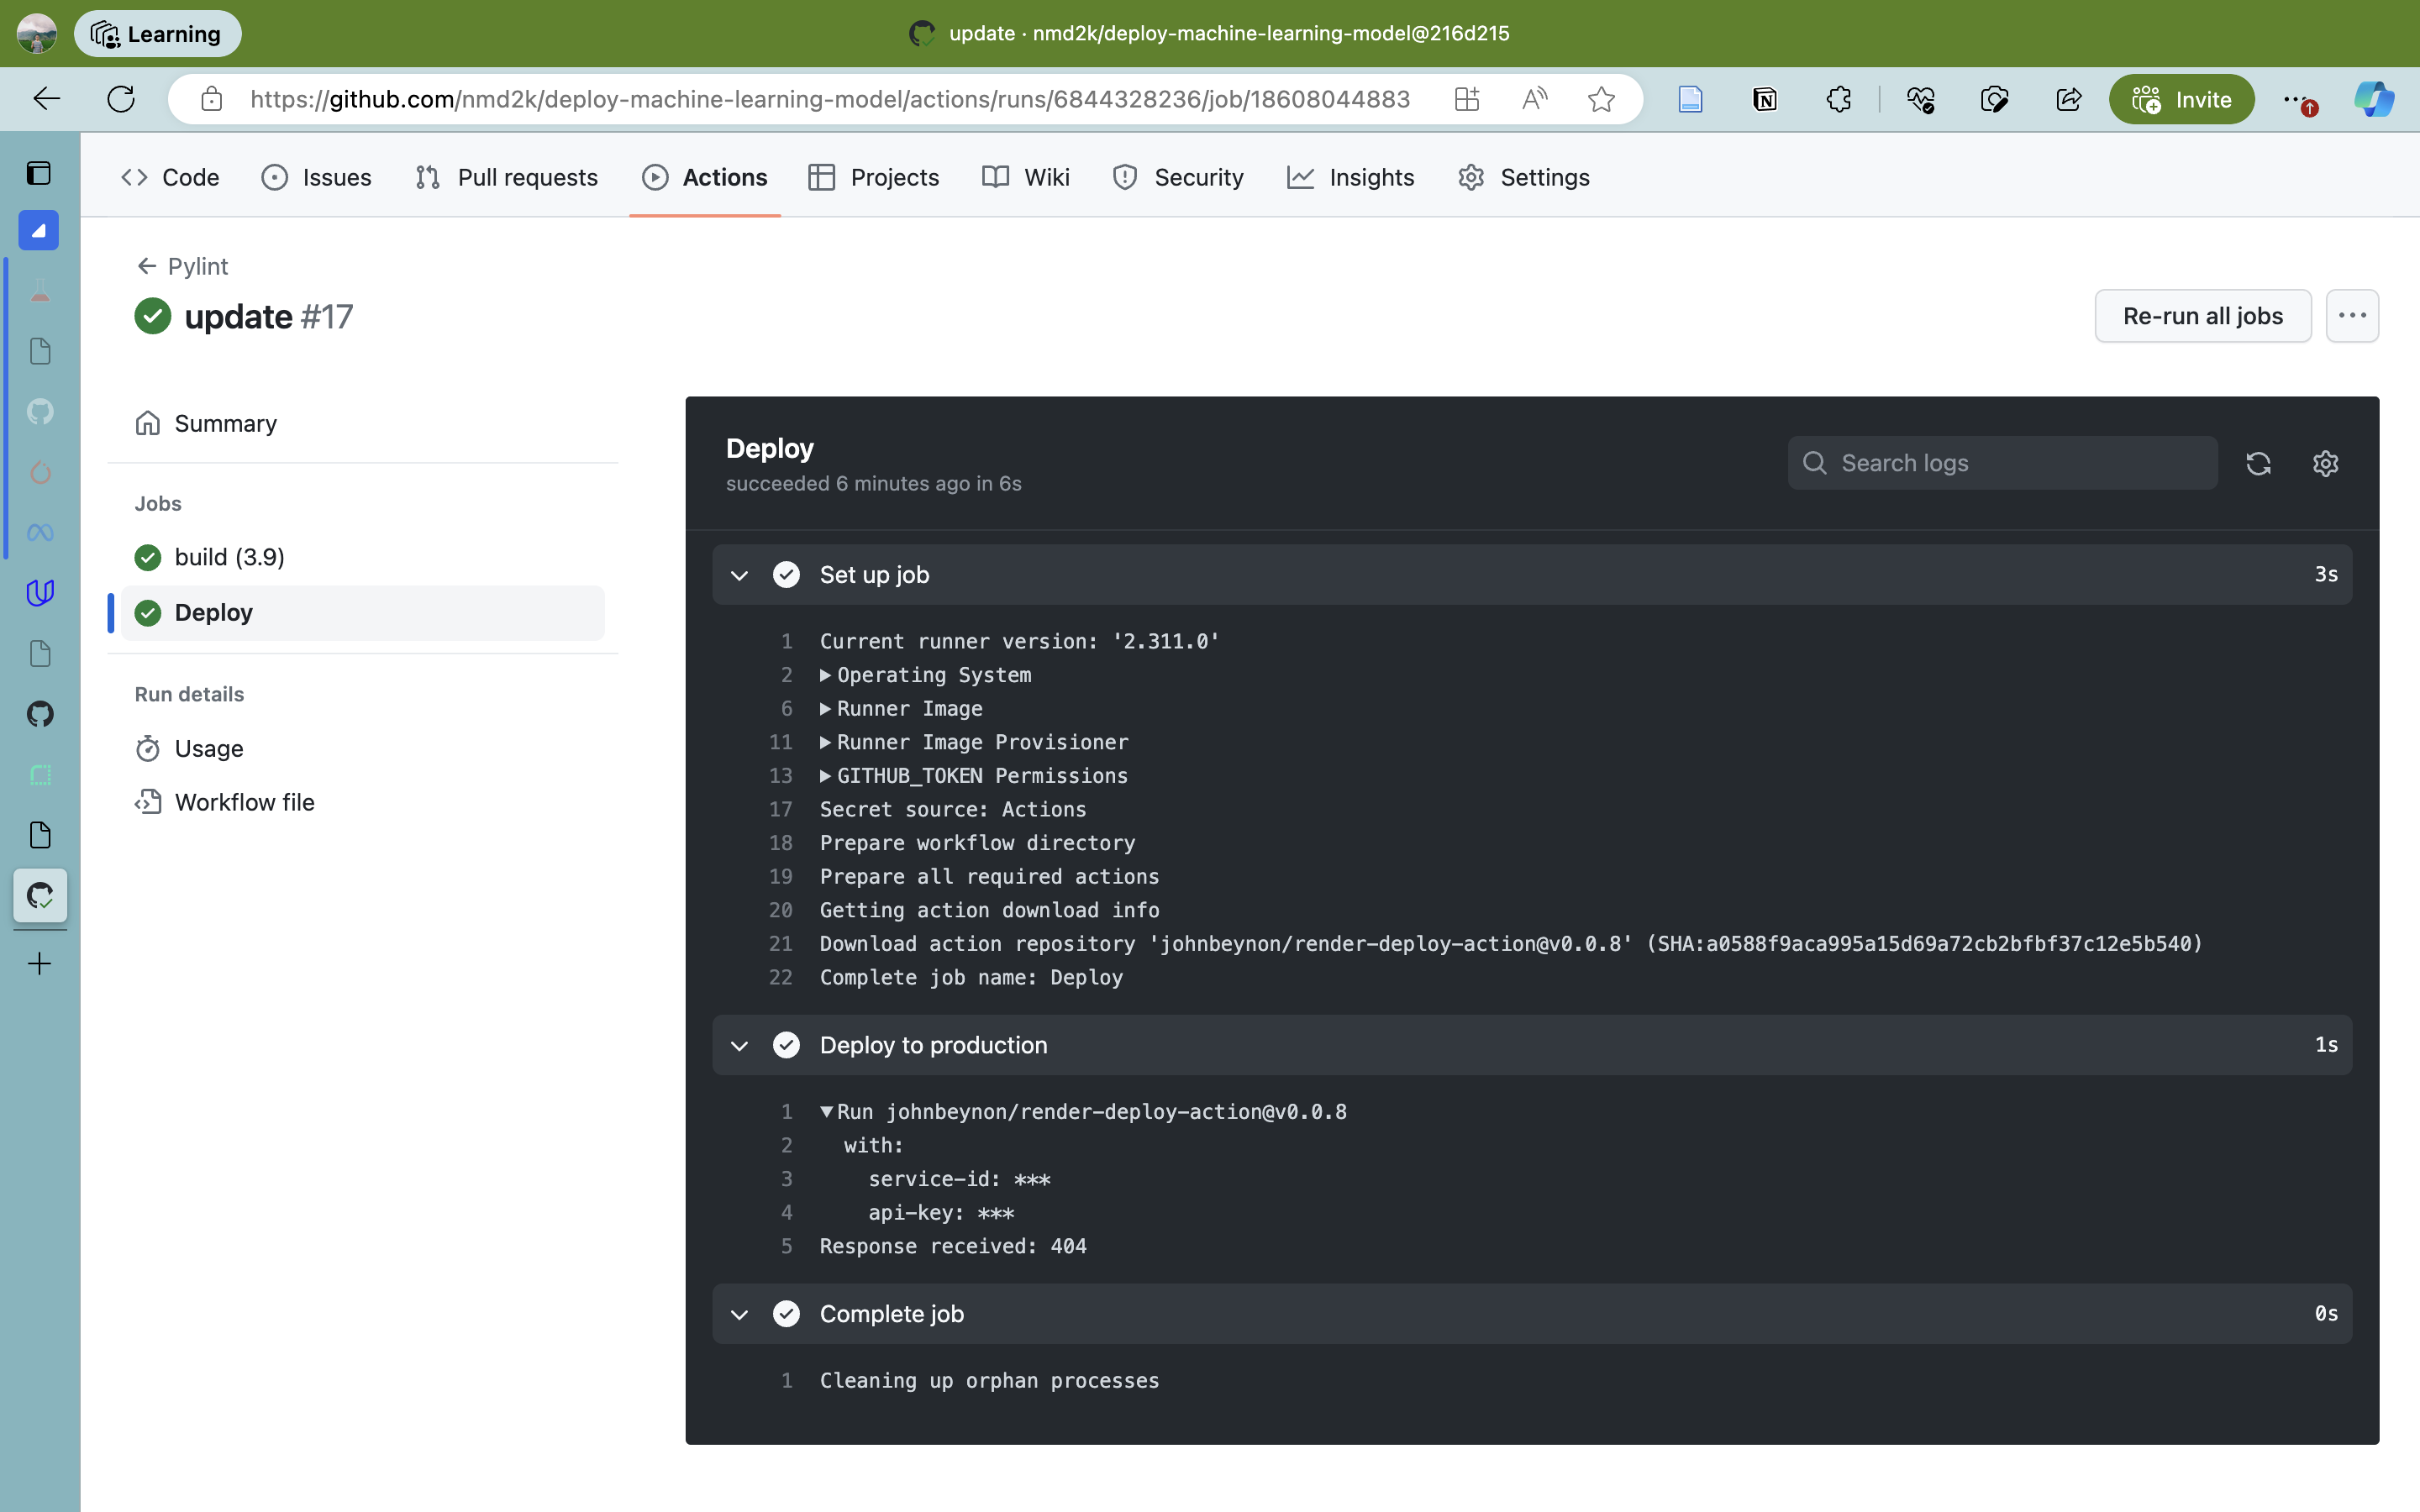 Learning
update · nmd2k/deploy-machine-learning-model@216d215
https://github.com/nmd2k/deploy-machine-learning-model/actions/runs/6844328236/job/18608044883
Invite
Code Issues Pull requests Actions Projects Wiki Security Insights Settings
Pylint
update #17
Re-run all jobs
Summary
Jobs
build (3.9)
Deploy
Run details
Usage
Workflow file
Deploy
succeeded 6 minutes ago in 6s
Search logs
Set up job 3s
1 Current runner version: '2.311.0'
2 Operating System
6 Runner Image
11 Runner Image Provisioner
13 GITHUB_TOKEN Permissions
17 Secret source: Actions
18 Prepare workflow directory
19 Prepare all required actions
20 Getting action download info
21 Download action repository 'johnbeynon/render-deploy-action@v0.0.8' (SHA:a0588f9aca995a15d69a72cb2bfbf37c12e5b540)
22 Complete job name: Deploy
Deploy to production 1s
1 Run johnbeynon/render-deploy-action@v0.0.8
2 with:
3 service-id: ***
4 api-key: ***
5 Response received: 404
Complete job 0s
1 Cleaning up orphan processes